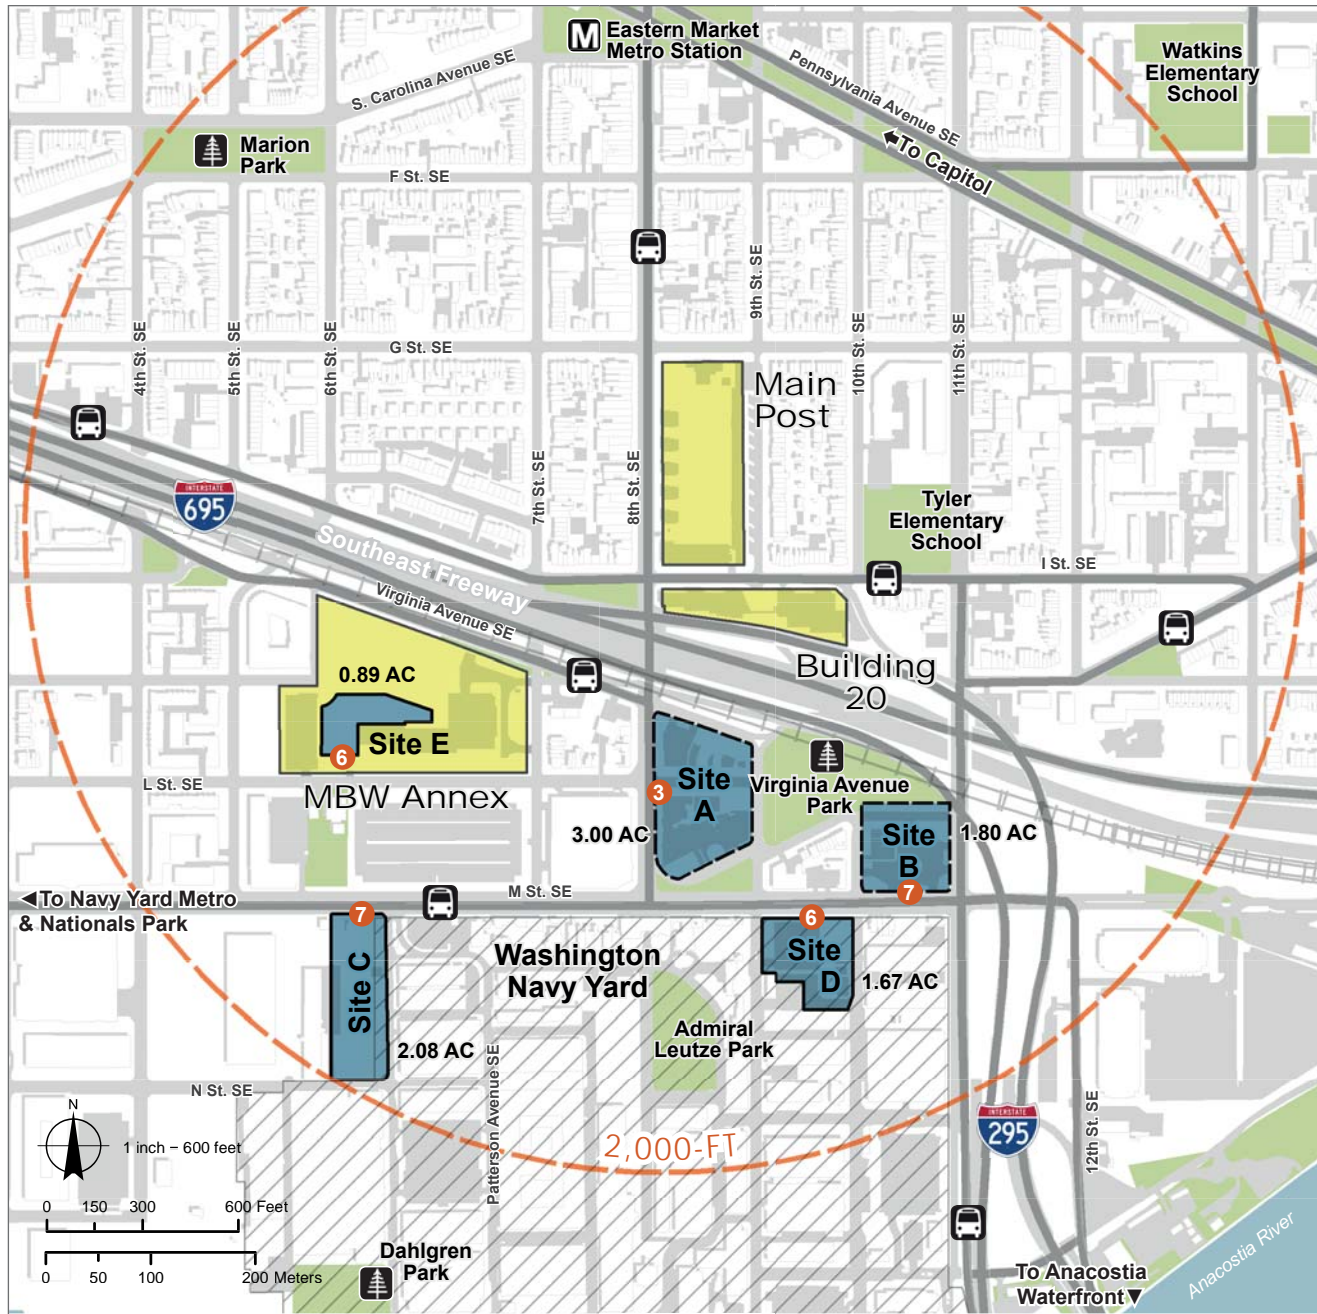 M
Eastern Market
Metro Station
Watkins
Elementary
School
S. Carolina Avenue SE
Pennsylvania Avenue SE
To Capitol
Marion
Park
F St. SE
9th St. SE
4th St. SE
5th St. SE
6th St. SE
G St. SE
10th St. SE
11th St. SE
Main
Post
7th St. SE
8th St. SE
INTERSTATE
695
Southeast Freeway
Virginia Avenue SE
Tyler
Elementary
School
I St. SE
Building
20
0.89 AC
Site E
6
MBW Annex
L St. SE
Site
A
3
3.00 AC
Virginia Avenue
Park
Site
B
7
1.80 AC
M St. SE
To Navy Yard Metro
& Nationals Park
7
Site C
2.08 AC
Washington
Navy Yard
6
Site
D
1.67 AC
Admiral
Leutze Park
Patterson Avenue SE
N St. SE
N
1 inch – 600 feet
0 150 300 600 Feet
0 50 100 200 Meters
2,000-FT
INTERSTATE
295
12th St. SE
Dahlgren
Park
To Anacostia
Waterfront
Anacostia River